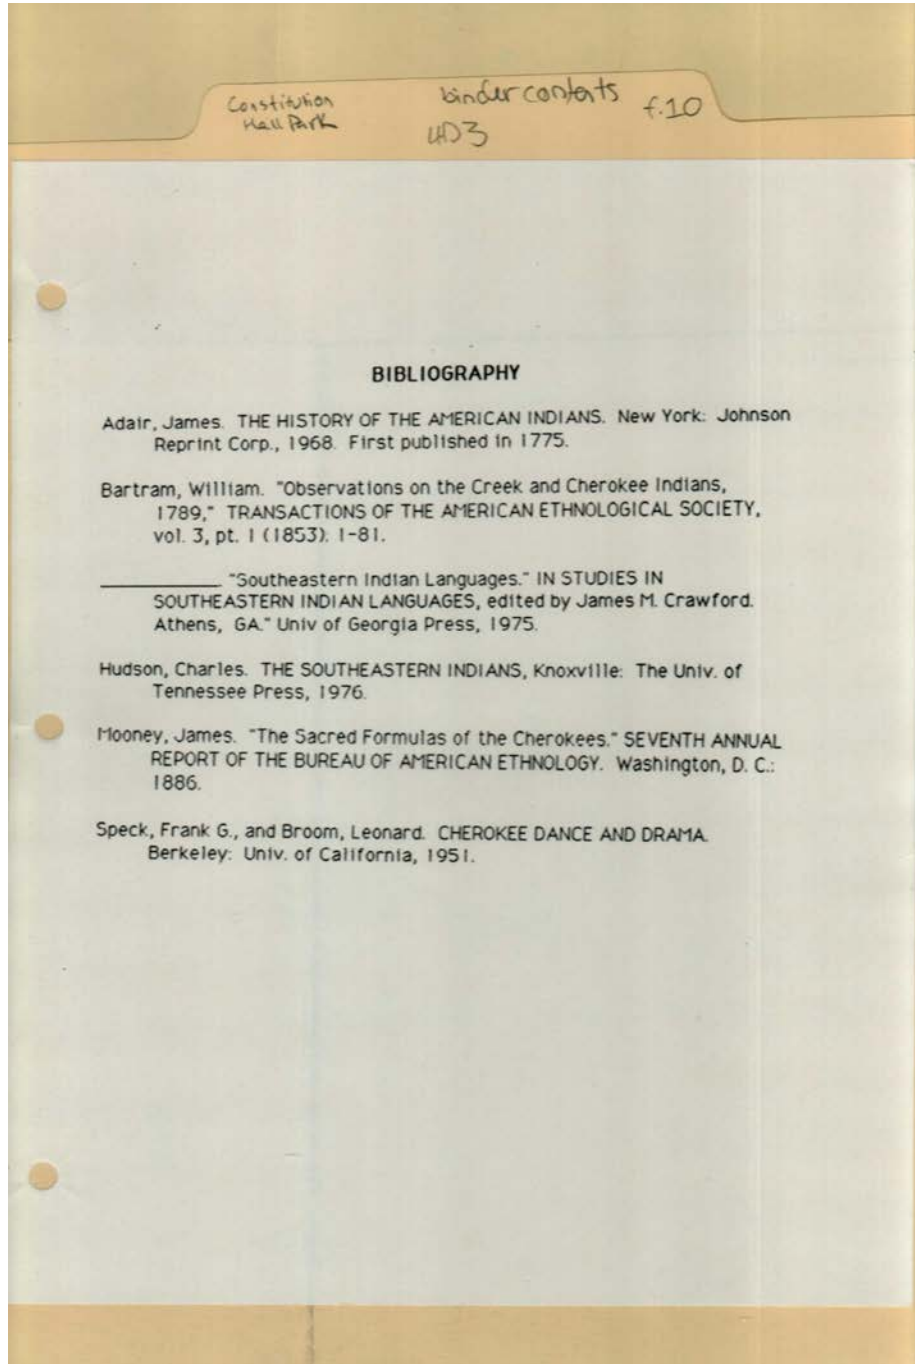 Constitution
Hall Park
binder contents
4D3
f.10
BIBLIOGRAPHY
Adair, James. THE HISTORY OF THE AMERICAN INDIANS. New York: Johnson
Reprint Corp., 1968. First published in 1775.
Bartram, William. "Observations on the Creek and Cherokee Indians,
1789," TRANSACTIONS OF THE AMERICAN ETHNOLOGICAL SOCIETY,
vol. 3, pt. 1 (1853): 1-81.
____________. "Southeastern Indian Languages." IN STUDIES IN
SOUTHEASTERN INDIAN LANGUAGES, edited by James M. Crawford.
Athens, GA." Univ of Georgia Press, 1975.
Hudson, Charles. THE SOUTHEASTERN INDIANS, Knoxville: The Univ. of
Tennessee Press, 1976.
Mooney, James. "The Sacred Formulas of the Cherokees." SEVENTH ANNUAL
REPORT OF THE BUREAU OF AMERICAN ETHNOLOGY. Washington, D. C.:
1886.
Speck, Frank G., and Broom, Leonard. CHEROKEE DANCE AND DRAMA.
Berkeley: Univ. of California, 1951.